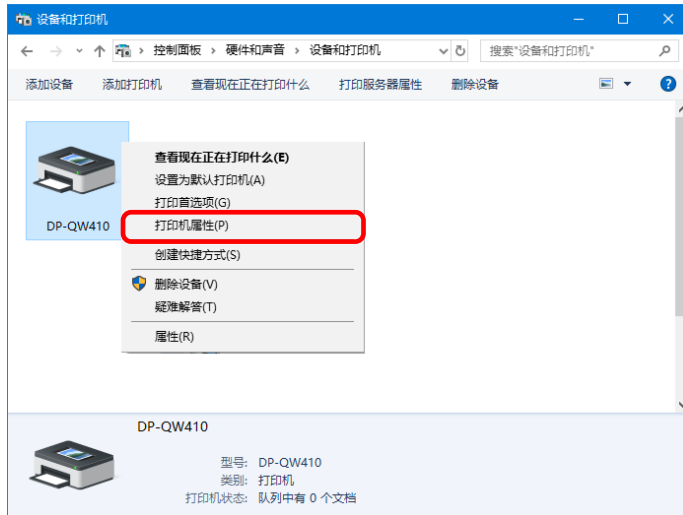 设备和打印机
控制面板 › 硬件和声音 › 设备和打印机
搜索"设备和打印机"
添加设备 添加打印机 查看现在正在打印什么 打印服务器属性 删除设备
DP-QW410
查看现在正在打印什么(E)
设置为默认打印机(A)
打印首选项(G)
打印机属性(P)
创建快捷方式(S)
删除设备(V)
疑难解答(T)
属性(R)
DP-QW410
型号: DP-QW410
类别: 打印机
打印机状态: 队列中有 0 个文档